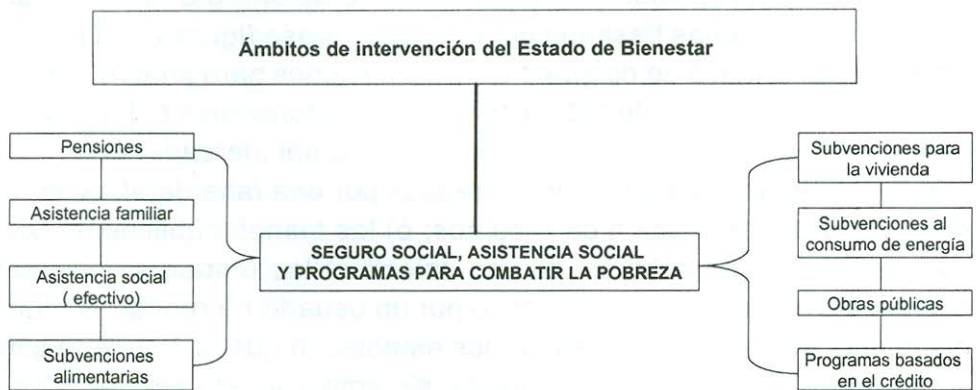 Ámbitos de intervención del Estado de Bienestar
Pensiones
Asistencia familiar
Asistencia social
( efectivo)
Subvenciones
alimentarias
SEGURO SOCIAL, ASISTENCIA SOCIAL
Y PROGRAMAS PARA COMBATIR LA POBREZA
Subvenciones para
la vivienda
Subvenciones al
consumo de energía
Obras públicas
Programas basados
en el crédito